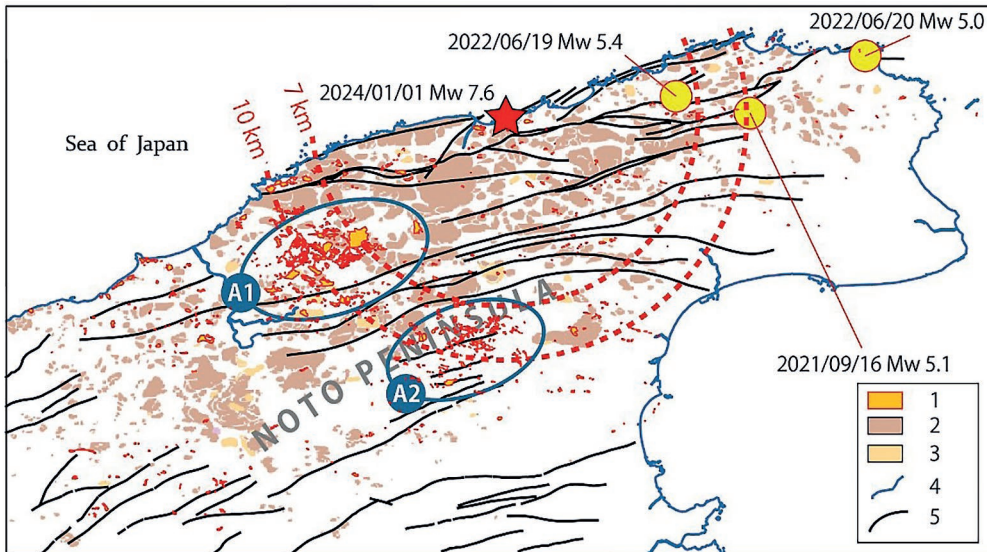 2022/06/20 Mw 5.0
2022/06/19 Mw 5.4
2024/01/01 Mw 7.6
7 km
10 km
Sea of Japan
A1
NOTO PENINSULA
A2
2021/09/16 Mw 5.1
1
2
3
4
5